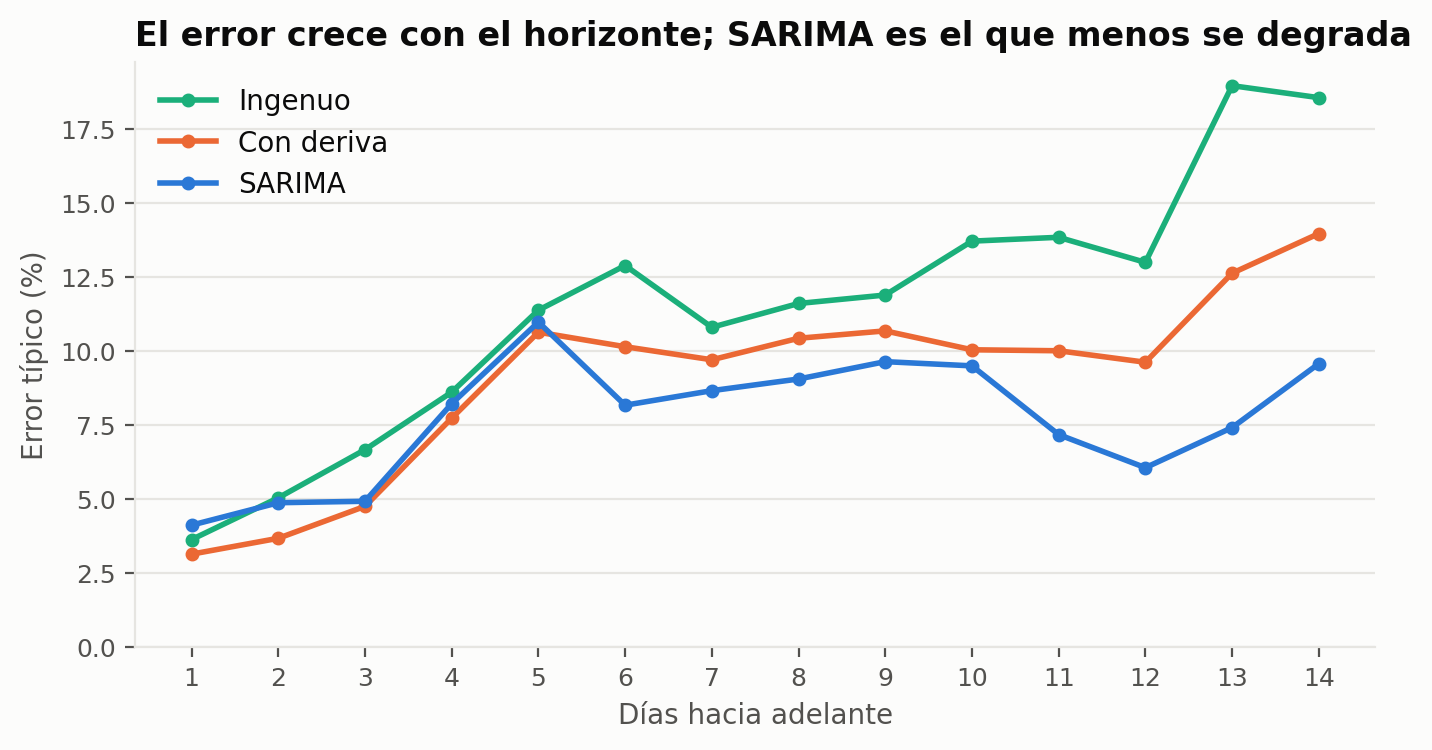 El error crece con el horizonte; SARIMA es el que menos se degrada
Ingenuo
Con deriva
SARIMA
Error típico (%)
17.5
15.0
12.5
10.0
7.5
5.0
2.5
0.0
1 2 3 4 5 6 7 8 9 10 11 12 13 14
Días hacia adelante